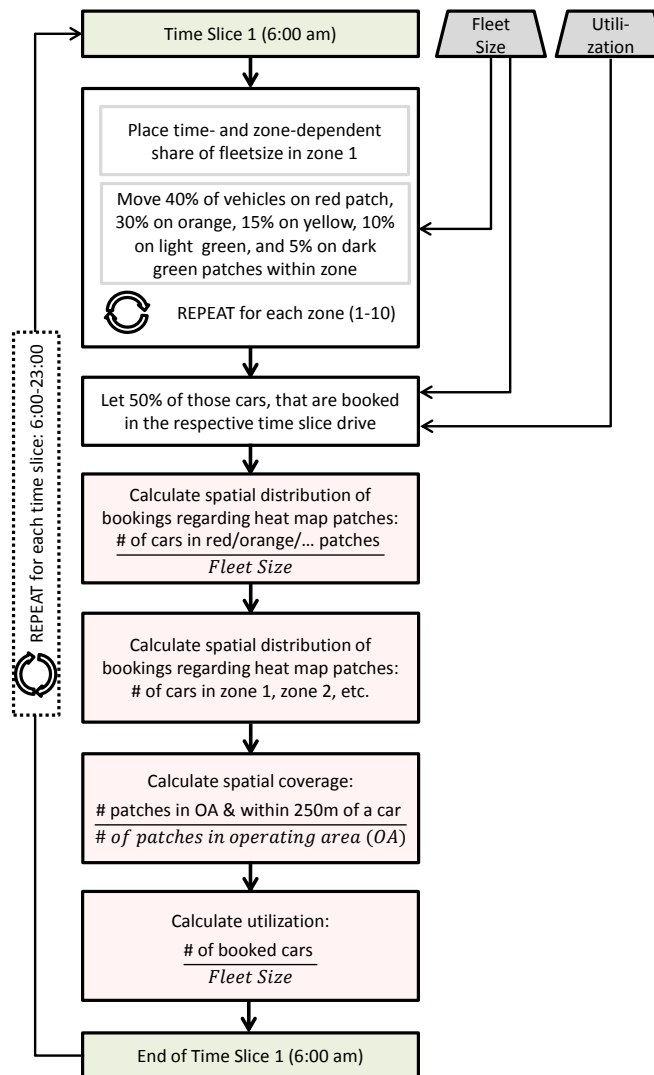 Time Slice 1 (6:00 am)
Fleet
Size
Utili-
zation
Place time- and zone-dependent
share of fleetsize in zone 1
Move 40% of vehicles on red patch,
30% on orange, 15% on yellow, 10%
on light green, and 5% on dark
green patches within zone
REPEAT for each zone (1-10)
REPEAT for each time slice: 6:00-23:00
Let 50% of those cars, that are booked
in the respective time slice drive
Calculate spatial distribution of
bookings regarding heat map patches:
# of cars in red/orange/... patches
Fleet Size
Calculate spatial distribution of
bookings regarding heat map patches:
# of cars in zone 1, zone 2, etc.
Calculate spatial coverage:
# patches in OA & within 250m of a car
# of patches in operating area (OA)
Calculate utilization:
# of booked cars
Fleet Size
End of Time Slice 1 (6:00 am)